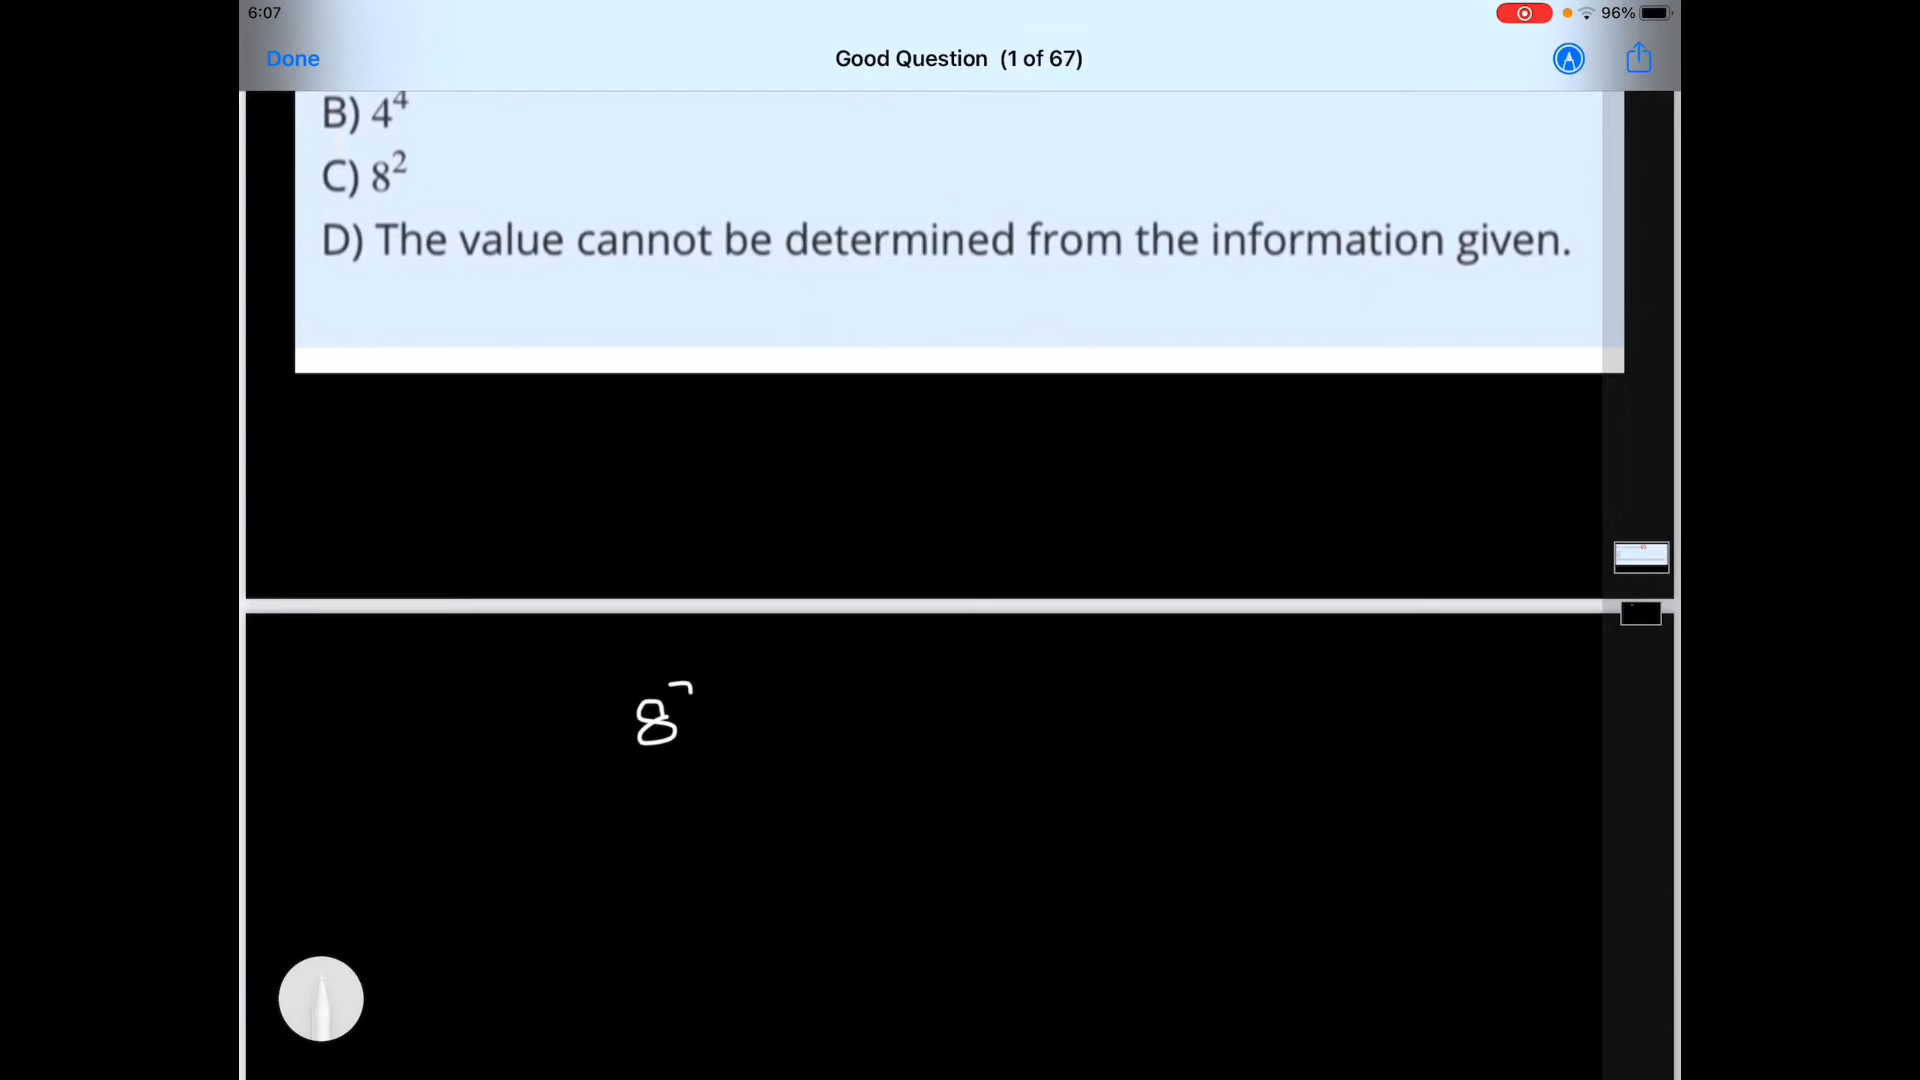 6:07
96%
Done
Good Question (1 of 67)
B) 4⁴
C) 8²
D) The value cannot be determined from the information given.
8